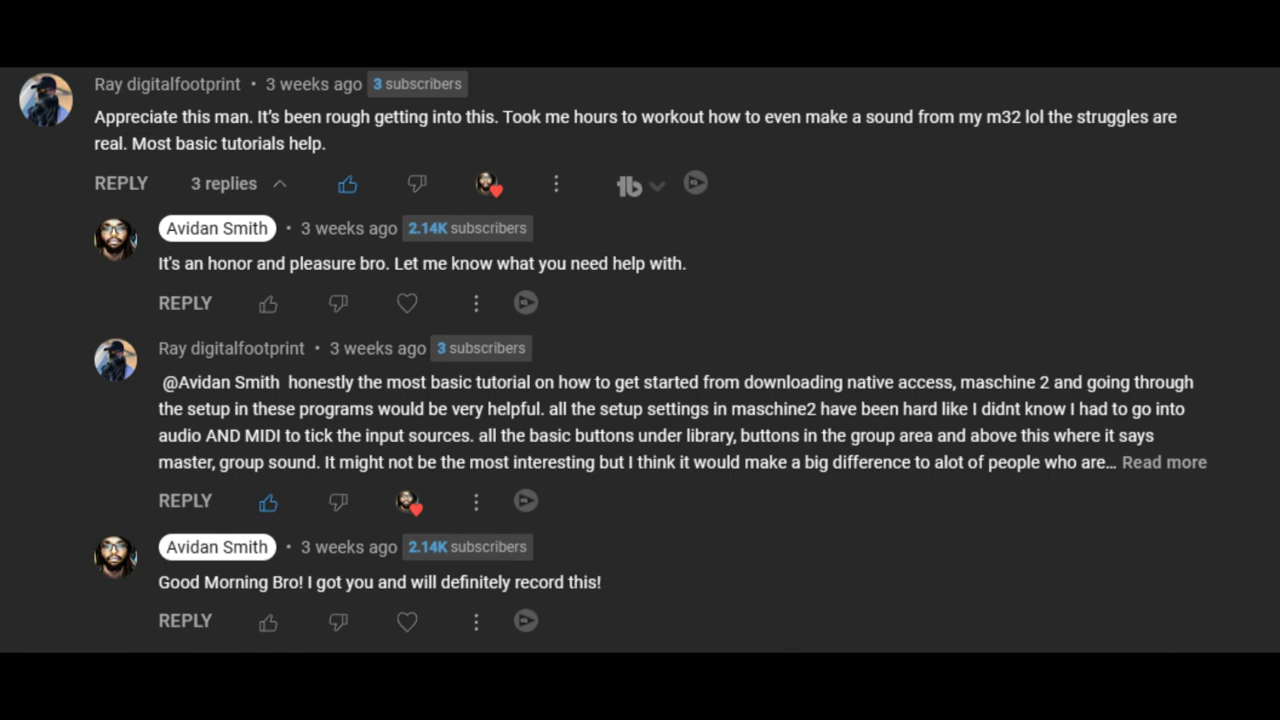 Ray digitalfootprint • 3 weeks ago 3 subscribers
Appreciate this man. It's been rough getting into this. Took me hours to workout how to even make a sound from my m32 lol the struggles are
real. Most basic tutorials help.
REPLY 3 replies
Avidan Smith • 3 weeks ago 2.14K subscribers
It's an honor and pleasure bro. Let me know what you need help with.
REPLY
Ray digitalfootprint • 3 weeks ago 3 subscribers
@Avidan Smith honestly the most basic tutorial on how to get started from downloading native access, maschine 2 and going through
the setup in these programs would be very helpful. all the setup settings in maschine2 have been hard like I didnt know I had to go into
audio AND MIDI to tick the input sources. all the basic buttons under library, buttons in the group area and above this where it says
master, group sound. It might not be the most interesting but I think it would make a big difference to alot of people who are... Read more
REPLY
Avidan Smith • 3 weeks ago 2.14K subscribers
Good Morning Bro! I got you and will definitely record this!
REPLY